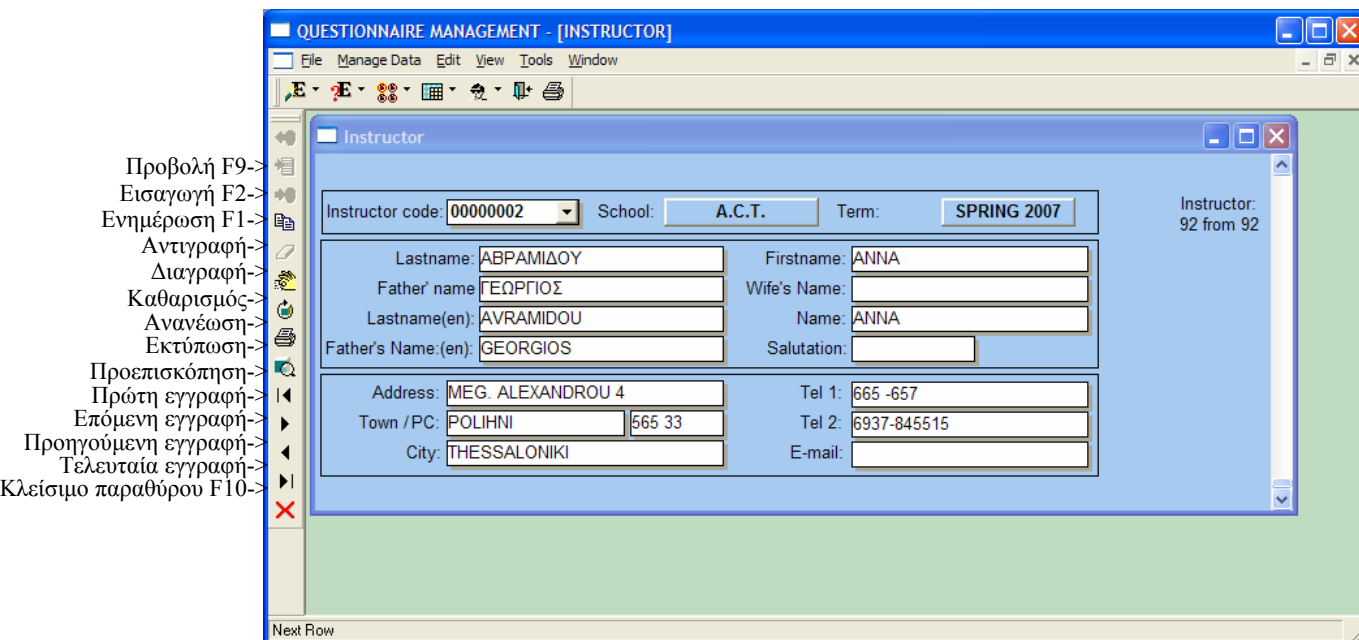 QUESTIONNAIRE MANAGEMENT - [INSTRUCTOR]
File Manage Data Edit View Tools Window
Instructor
Προβολή F9->
Εισαγωγή F2->
Ενημέρωση F1->
Αντιγραφή->
Διαγραφή->
Καθαρισμός->
Ανανέωση->
Εκτύπωση->
Προεπισκόπηση->
Πρώτη εγγραφή->
Επόμενη εγγραφή->
Προηγούμενη εγγραφή->
Τελευταία εγγραφή->
Κλείσιμο παραθύρου F10->
Instructor code: 00000002 School: A.C.T. Term: SPRING 2007
Instructor:
92 from 92
Lastname: ΑΒΡΑΜΙΔΟΥ Firstname: ΑΝΝΑ
Father' name ΓΕΩΡΓΙΟΣ Wife's Name:
Lastname(en): AVRAMIDOU Name: ANNA
Father's Name:(en): GEORGIOS Salutation:
Address: MEG. ALEXANDROU 4 Tel 1: 665 -657
Town / PC: POLIHNI 565 33 Tel 2: 6937-845515
City: THESSALONIKI E-mail:
Next Row